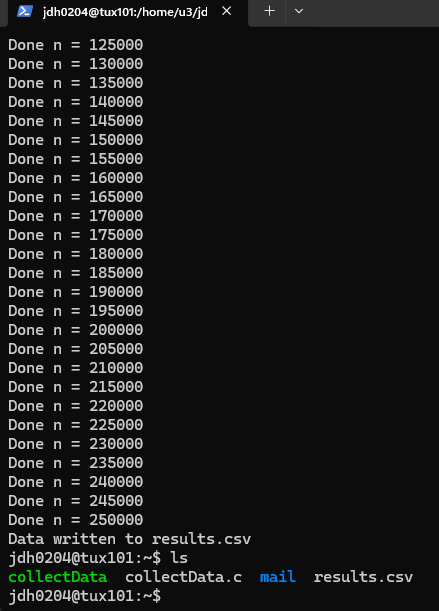 jdh0204@tux101:/home/u3/jd
Done n = 125000
Done n = 130000
Done n = 135000
Done n = 140000
Done n = 145000
Done n = 150000
Done n = 155000
Done n = 160000
Done n = 165000
Done n = 170000
Done n = 175000
Done n = 180000
Done n = 185000
Done n = 190000
Done n = 195000
Done n = 200000
Done n = 205000
Done n = 210000
Done n = 215000
Done n = 220000
Done n = 225000
Done n = 230000
Done n = 235000
Done n = 240000
Done n = 245000
Done n = 250000
Data written to results.csv
jdh0204@tux101:~$ ls
collectData  collectData.c  mail  results.csv
jdh0204@tux101:~$